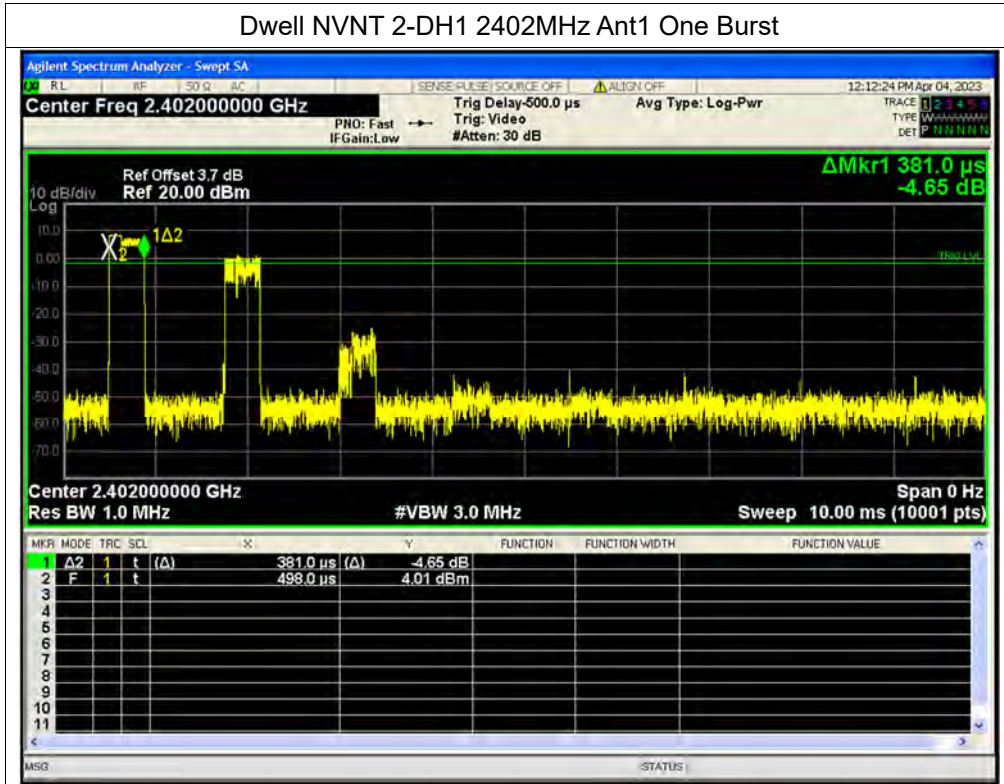 Dwell NVNT 2-DH1 2402MHz Ant1 One Burst
Agilent Spectrum Analyzer - Swept SA
LXI RL RF 50 Ω AC SENSE:PULSE SOURCE OFF ALIGN OFF 12:12:24 PM Apr 04, 2023
Center Freq 2.402000000 GHz Trig Delay-500.0 µs Avg Type: Log-Pwr TRACE 1 2 3 4 5 6
PNO: Fast Trig: Video TYPE W
IFGain:Low #Atten: 30 dB DET P N N N N N
ΔMkr1 381.0 µs
Ref Offset 3.7 dB
10 dB/div Ref 20.00 dBm -4.65 dB
Log
10.0
1Δ2
2
0.00
TRIG LVL
-10.0
-20.0
-30.0
-40.0
-50.0
-60.0
-70.0
Center 2.402000000 GHz Span 0 Hz
Res BW 1.0 MHz #VBW 3.0 MHz Sweep 10.00 ms (10001 pts)
MKR MODE TRC SCL X Y FUNCTION FUNCTION WIDTH FUNCTION VALUE
1 Δ2 1 t (Δ) 381.0 µs (Δ) -4.65 dB
2 F 1 t 498.0 µs 4.01 dBm
3
4
5
6
7
8
9
10
11
MSG STATUS